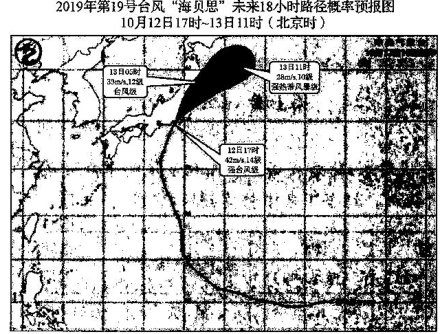 2019年第19号台风“海贝思”未来18小时路径概率预报图
10月12日17时~13日11时（北京时）
13日05时
33m/s,12级
台风级
13日11时
28m/s,10级
强热带风暴级
12日17时
42m/s,14级
强台风级